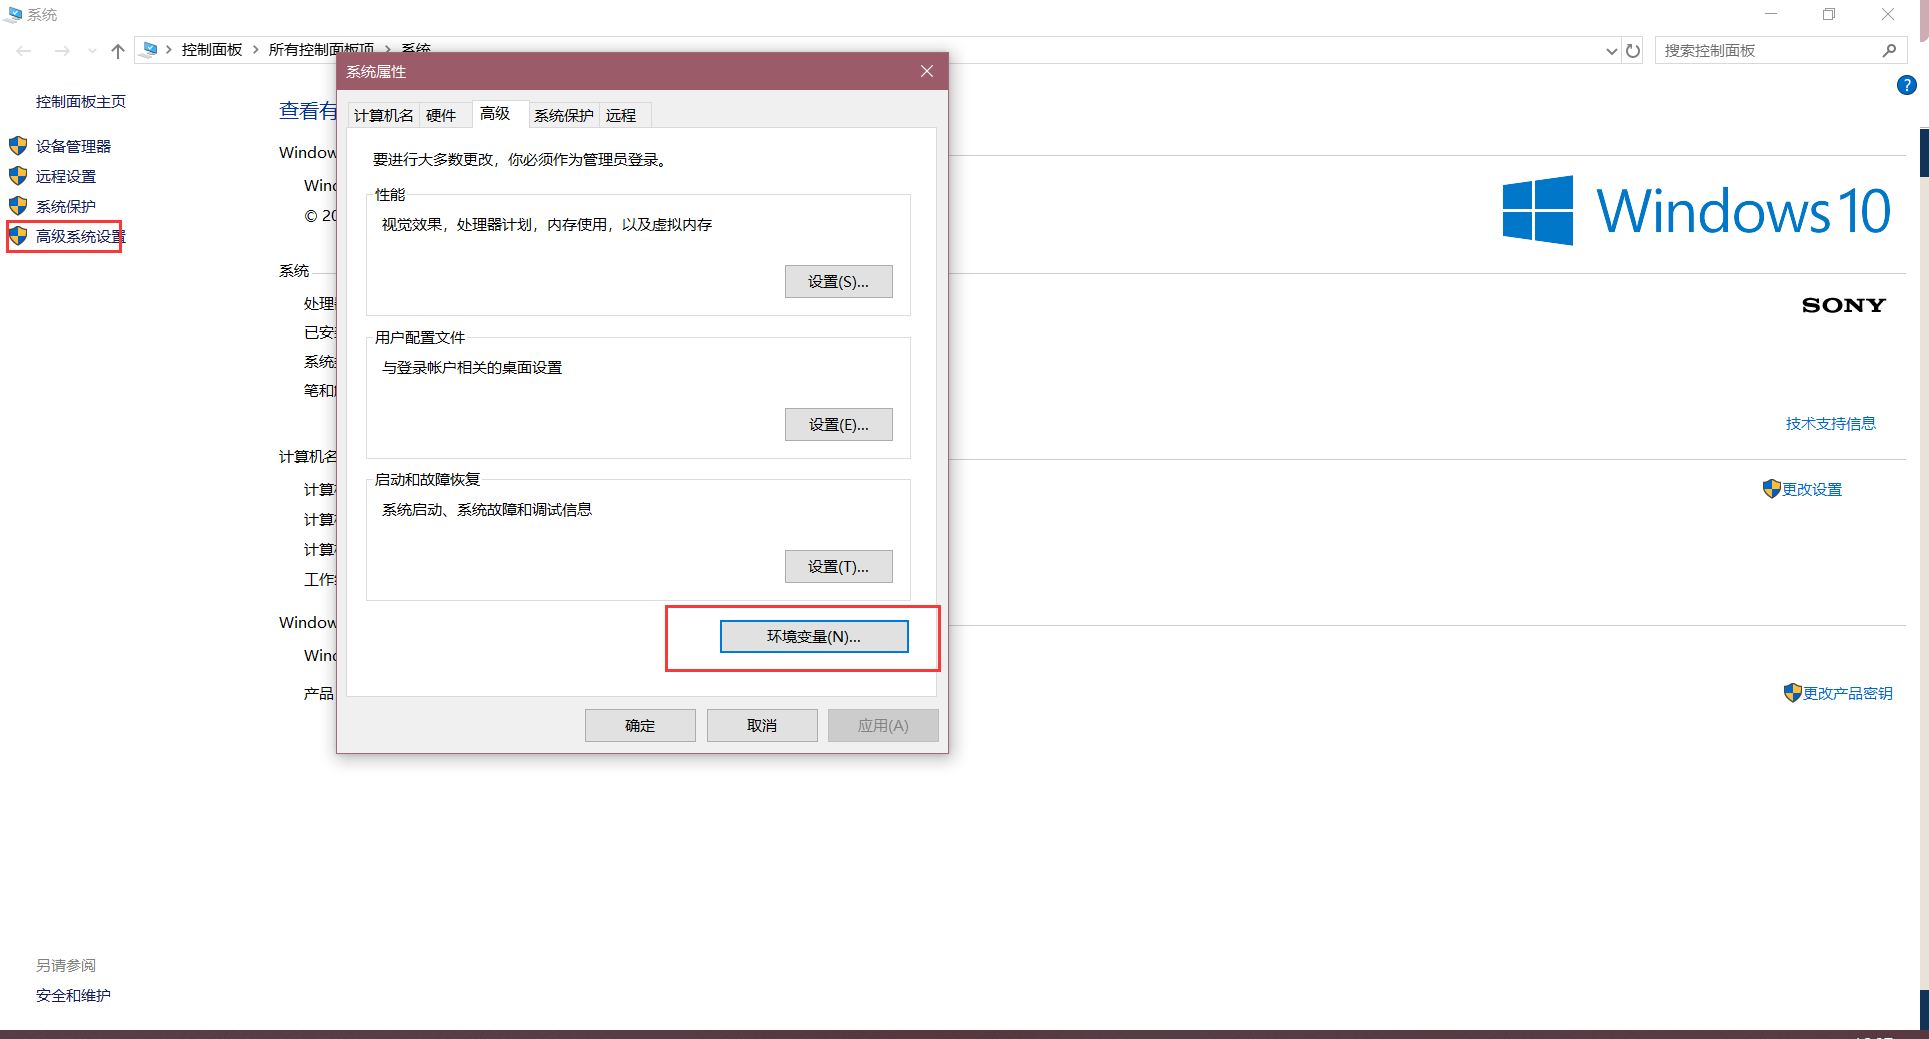 系统
控制面板 所有控制面板项 系统
搜索控制面板
控制面板主页
设备管理器
远程设置
系统保护
高级系统设置
查看有
Window
Wind
© 20
系统
处理
已安
系统
笔和
计算机名
计算
计算
计算
工作
Window
Wind
产品
系统属性
计算机名 硬件 高级 系统保护 远程
要进行大多数更改，你必须作为管理员登录。
性能
视觉效果，处理器计划，内存使用，以及虚拟内存
设置(S)...
用户配置文件
与登录帐户相关的桌面设置
设置(E)...
启动和故障恢复
系统启动、系统故障和调试信息
设置(T)...
环境变量(N)...
确定 取消 应用(A)
Windows 10
SONY
技术支持信息
更改设置
更改产品密钥
另请参阅
安全和维护